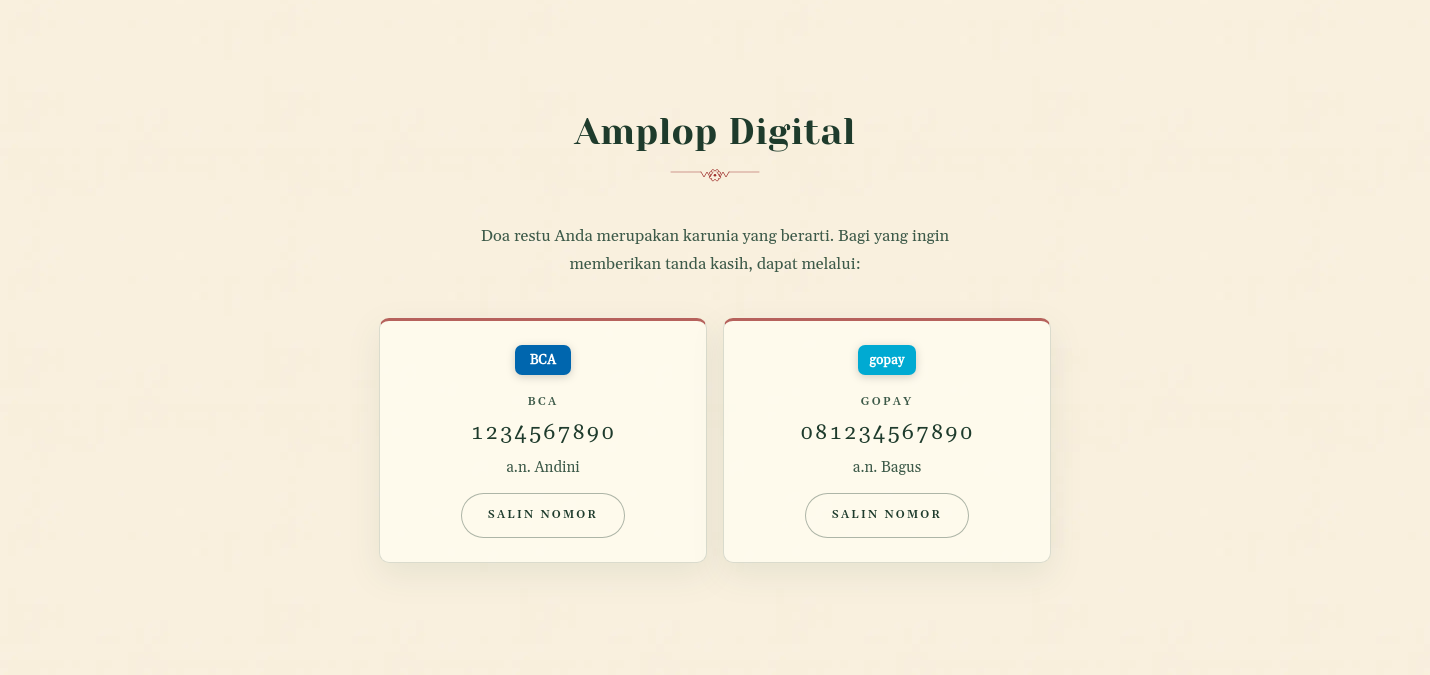 Amplop Digital
Doa restu Anda merupakan karunia yang berarti. Bagi yang ingin
memberikan tanda kasih, dapat melalui:
BCA
BCA
1234567890
a.n. Andini
SALIN NOMOR
gopay
GOPAY
081234567890
a.n. Bagus
SALIN NOMOR